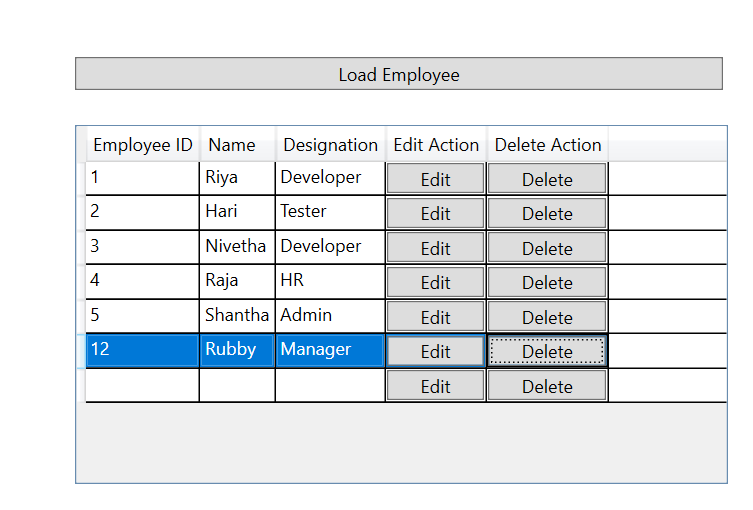 Load Employee
Employee ID Name Designation Edit Action Delete Action
1 Riya Developer Edit Delete
2 Hari Tester Edit Delete
3 Nivetha Developer Edit Delete
4 Raja HR Edit Delete
5 Shantha Admin Edit Delete
12 Rubby Manager Edit Delete
Edit Delete